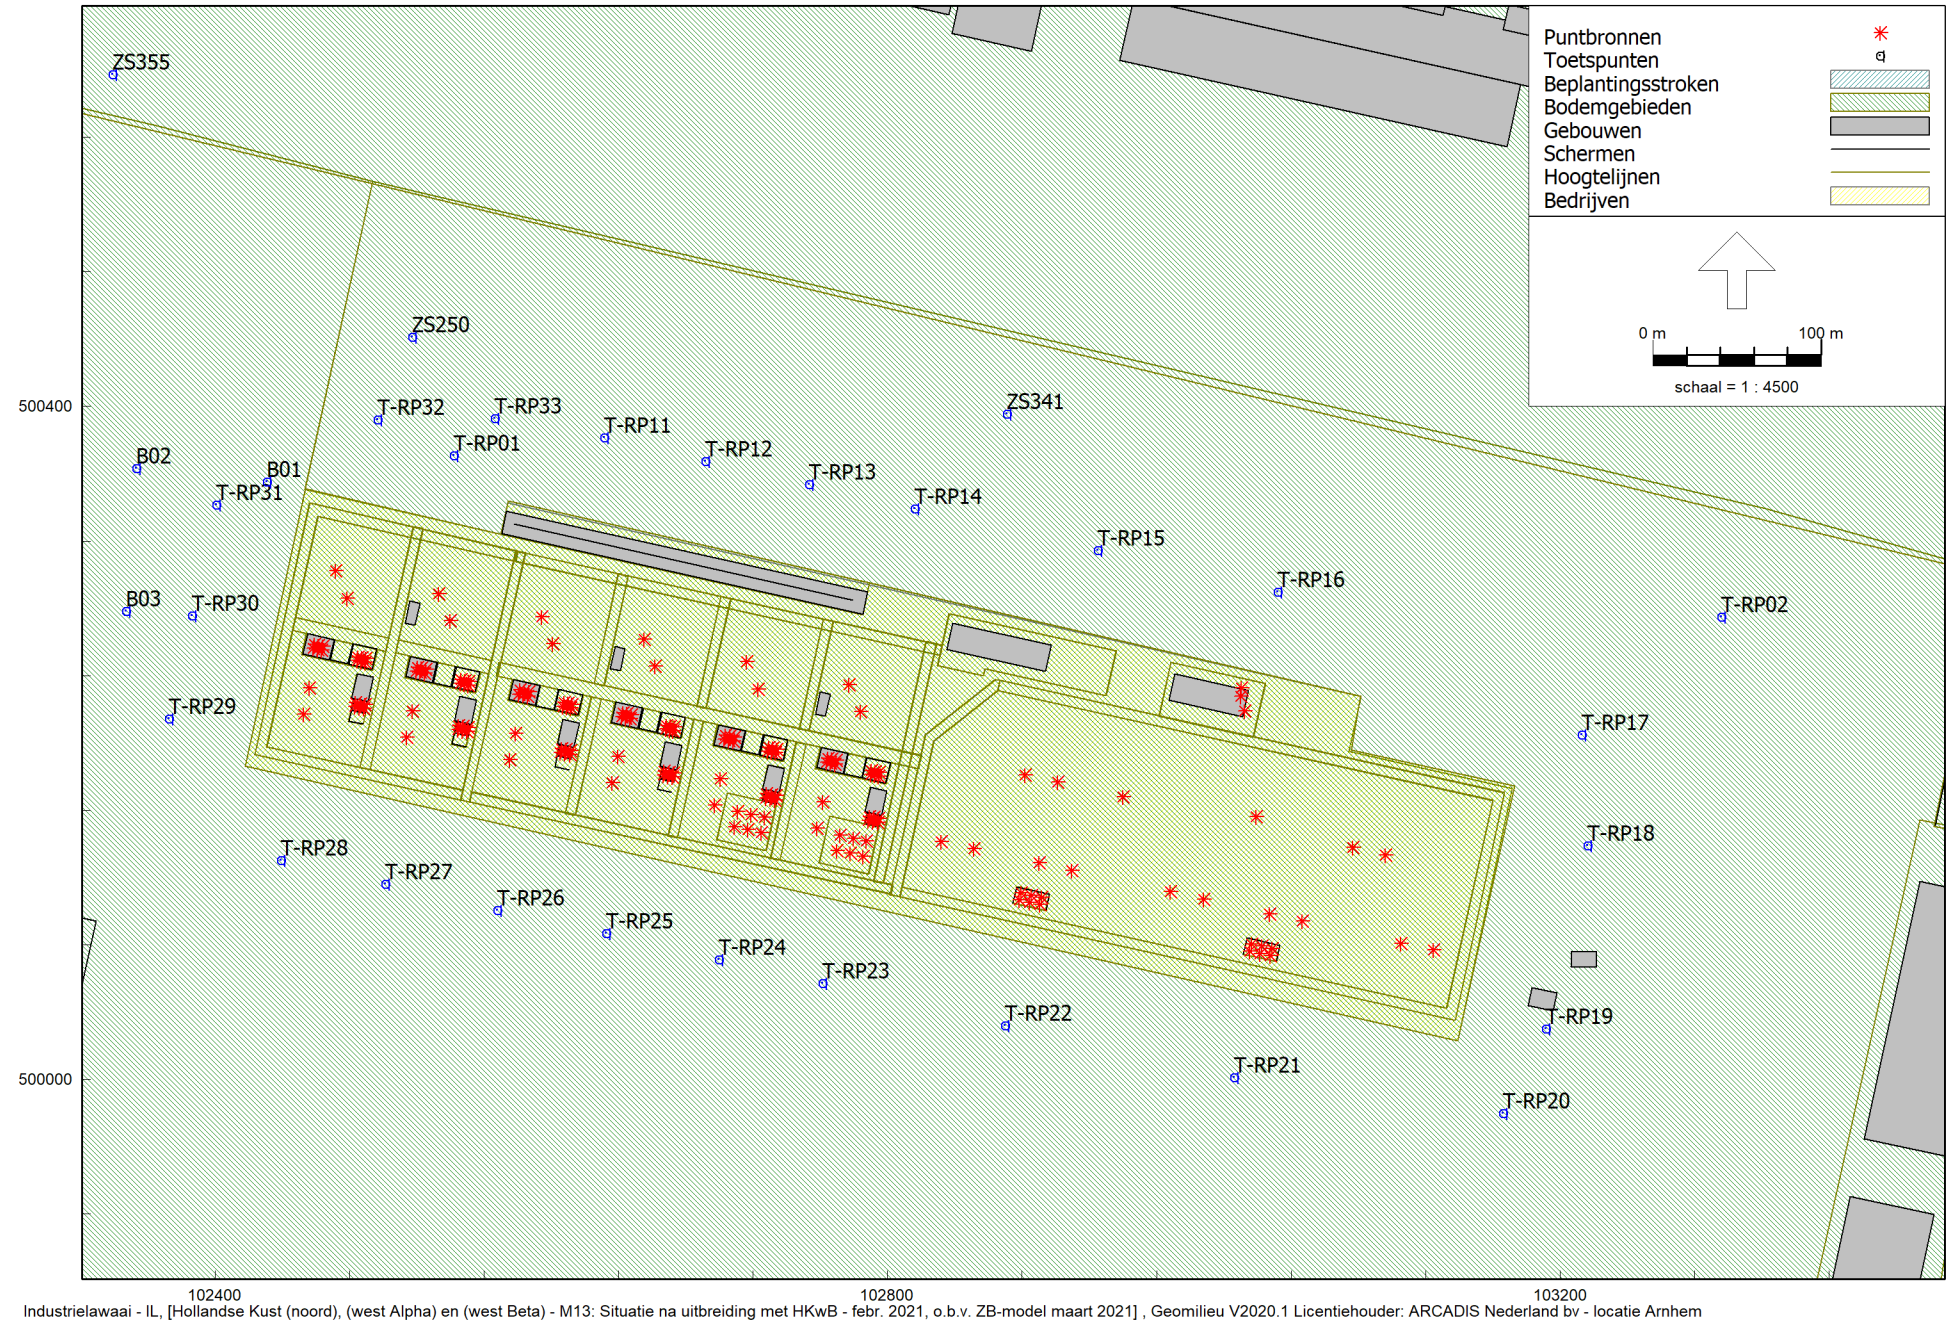 ZS355
Puntbronnen
Toetspunten
Beplantingsstroken
Bodemgebieden
Gebouwen
Schermen
Hoogtelijnen
Bedrijven
0 m 100 m
schaal = 1 : 4500
ZS250
500400
T-RP32
T-RP33
T-RP11
ZS341
T-RP01
T-RP12
B02
B01
T-RP13
T-RP31
T-RP14
T-RP15
T-RP16
B03
T-RP30
T-RP02
T-RP29
T-RP17
T-RP28
T-RP18
T-RP27
T-RP26
T-RP25
T-RP24
T-RP23
T-RP22
T-RP19
T-RP21
500000
T-RP20
102400 102800 103200
Industrielawaai - IL, [Hollandse Kust (noord), (west Alpha) en (west Beta) - M13: Situatie na uitbreiding met HKwB - febr. 2021, o.b.v. ZB-model maart 2021] , Geomilieu V2020.1 Licentiehouder: ARCADIS Nederland bv - locatie Arnhem